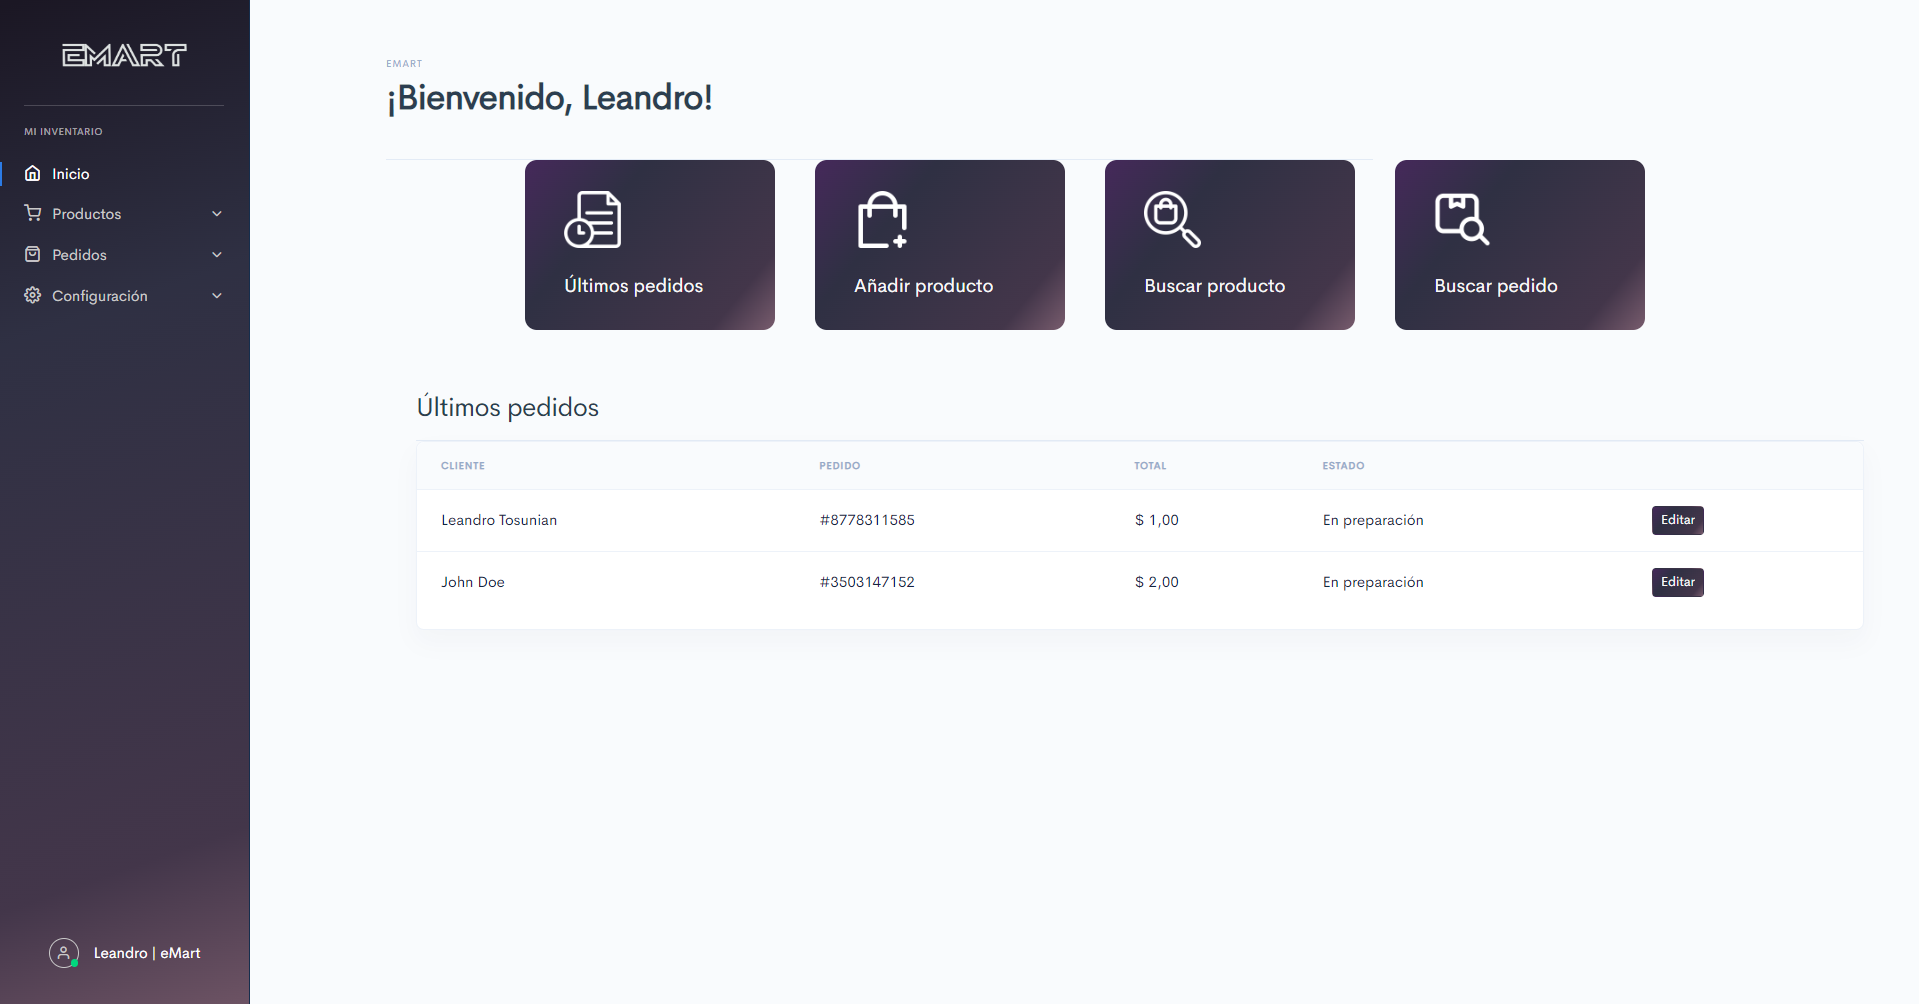 EMART
MI INVENTARIO
Inicio
Productos
Pedidos
Configuración
Leandro | eMart
EMART
¡Bienvenido, Leandro!
Últimos pedidos
Añadir producto
Buscar producto
Buscar pedido
Últimos pedidos
CLIENTE PEDIDO TOTAL ESTADO
Leandro Tosunian #8778311585 $ 1,00 En preparación Editar
John Doe #3503147152 $ 2,00 En preparación Editar